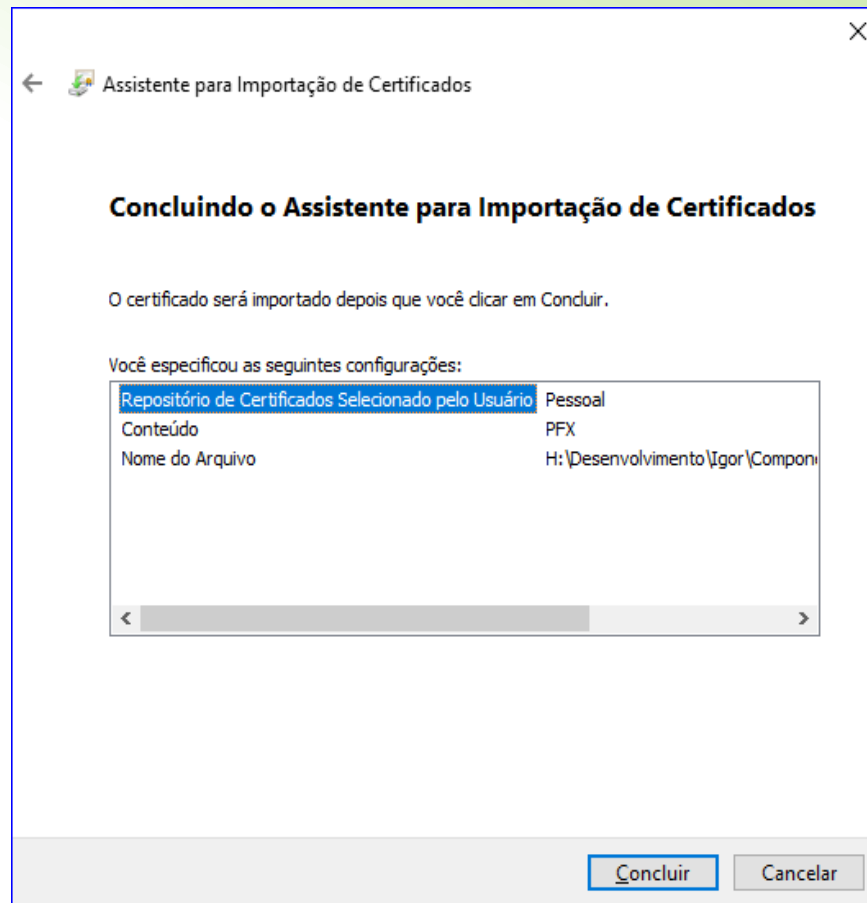 Assistente para Importação de Certificados
Concluindo o Assistente para Importação de Certificados
O certificado será importado depois que você clicar em Concluir.
Você especificou as seguintes configurações:
Repositório de Certificados Selecionado pelo Usuário Pessoal
Conteúdo PFX
Nome do Arquivo H:\Desenvolvimento\Igor\Compon
Concluir Cancelar